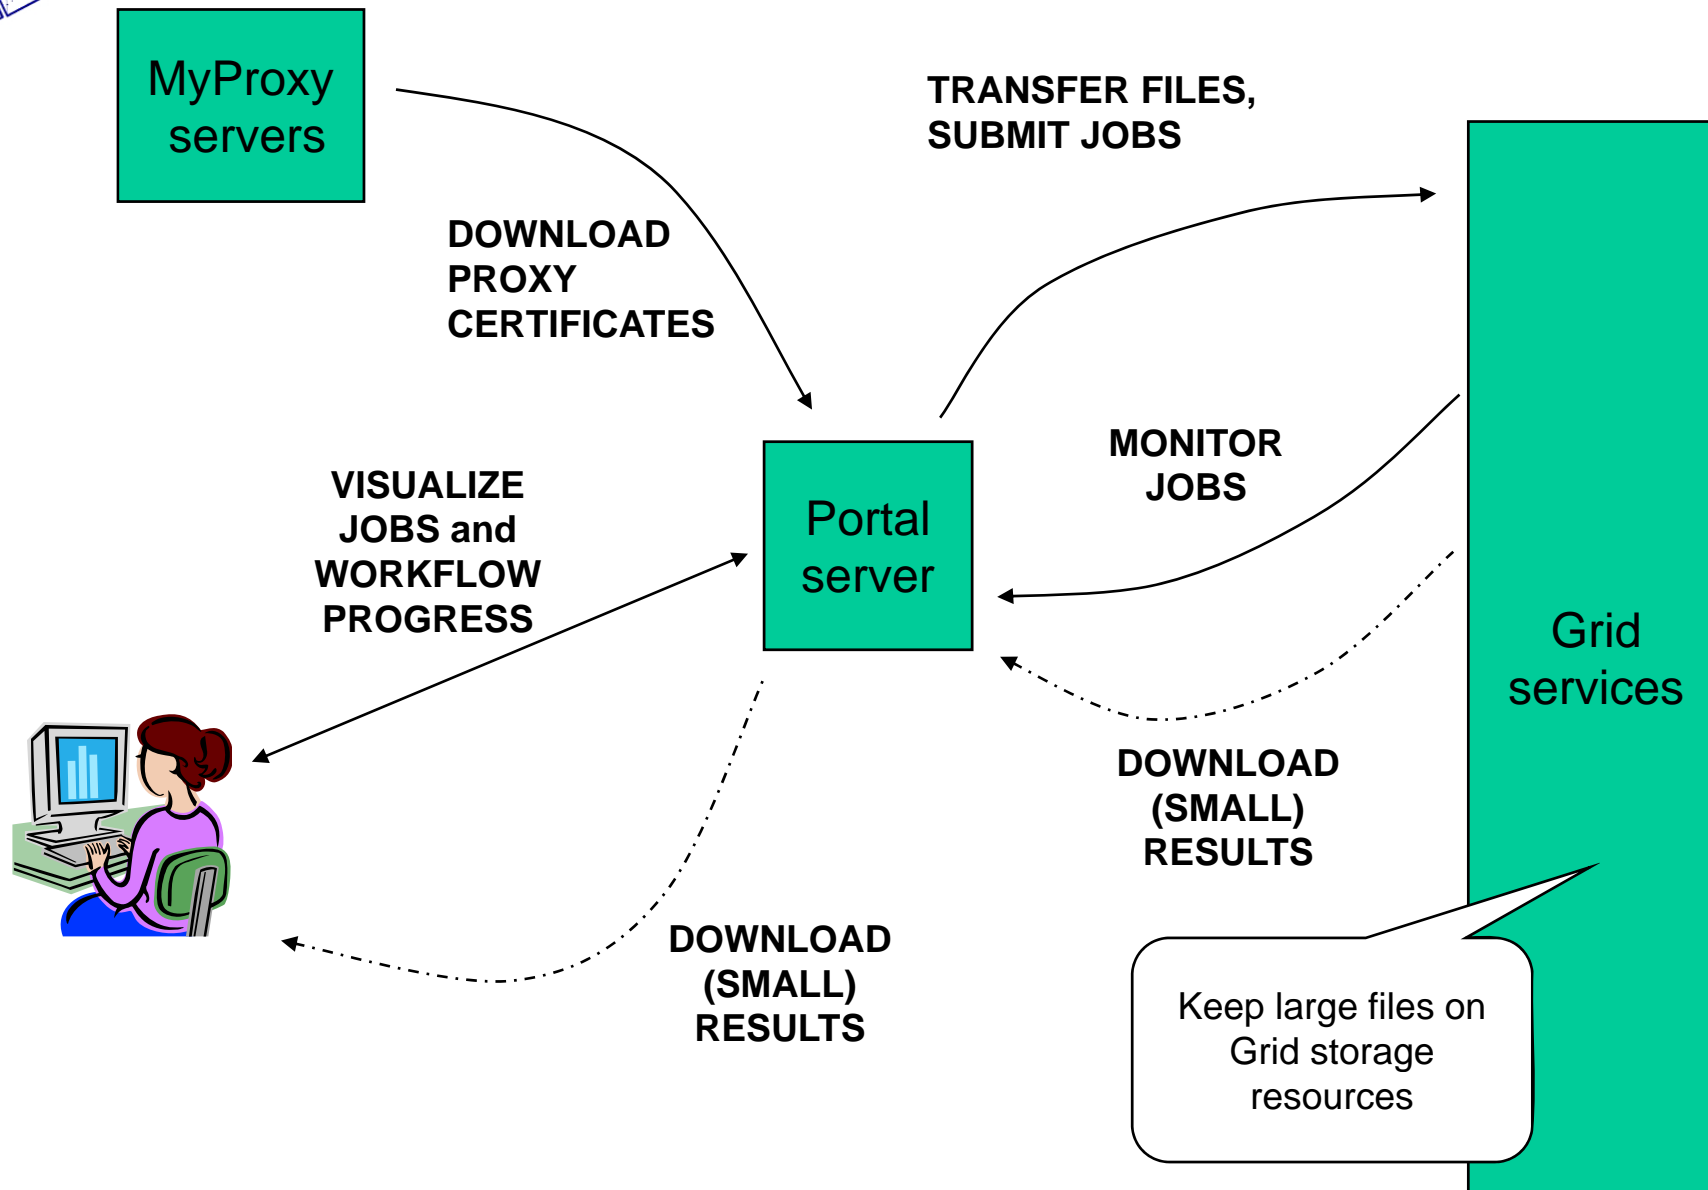 MyProxy
servers
TRANSFER FILES,
SUBMIT JOBS
DOWNLOAD
PROXY
CERTIFICATES
MONITOR
JOBS
VISUALIZE
JOBS and
WORKFLOW
PROGRESS
Portal
server
Grid
services
DOWNLOAD
(SMALL)
RESULTS
DOWNLOAD
(SMALL)
RESULTS
Keep large files on
Grid storage
resources